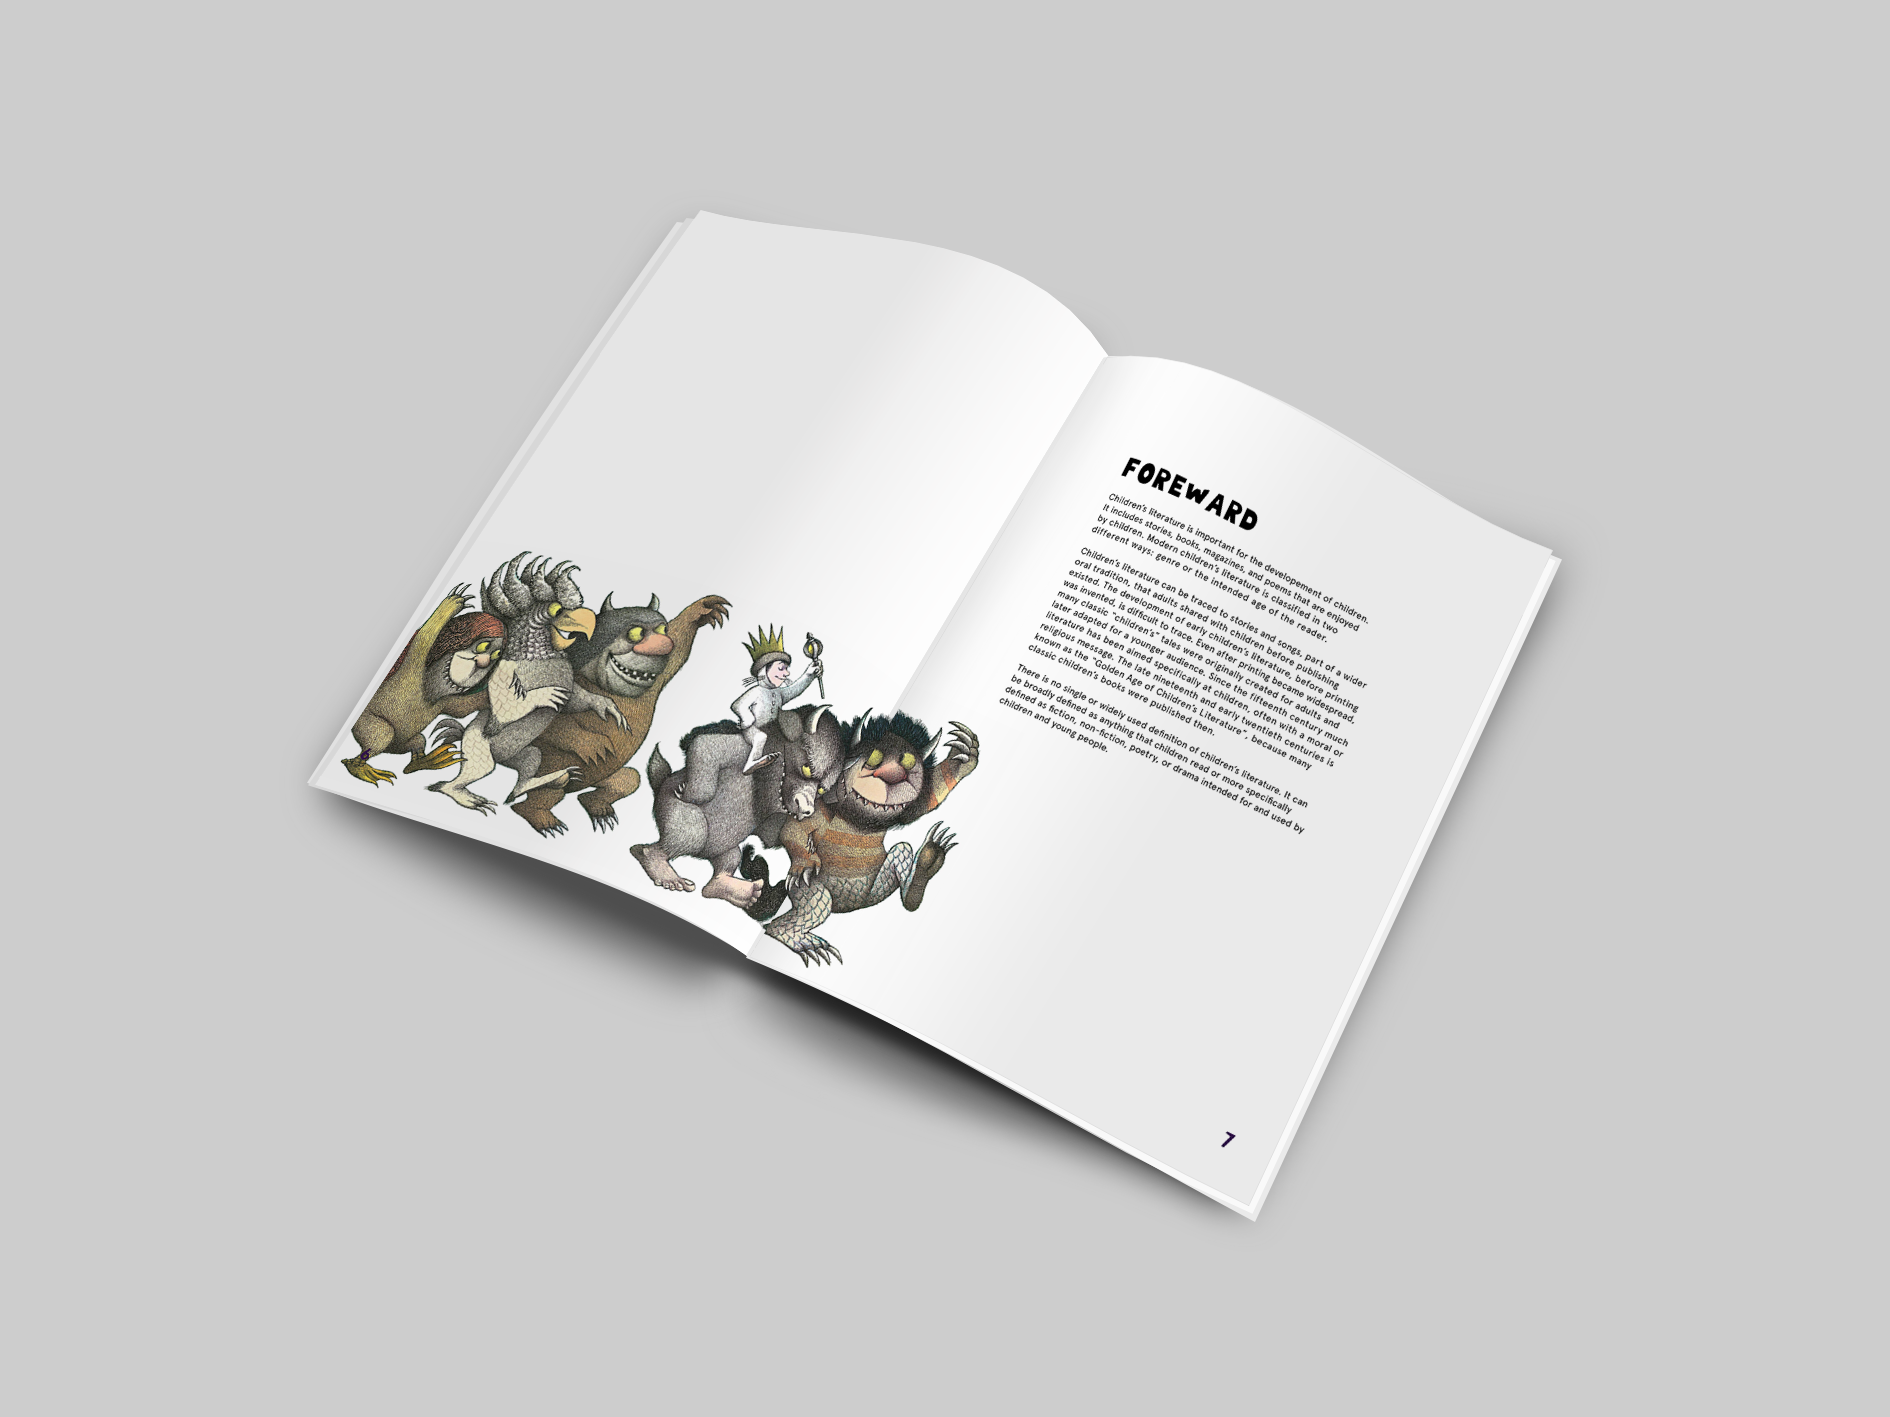 FOREWARD
Children's literature is important for the developement of children.
It includes stories, books, magazines, and poems that are enjoyed
by children. Modern children's literature is classified in two
different ways: genre or the intended age of the reader.
Children's literature can be traced to stories and songs, part of a wider
oral tradition, that adults shared with children before publishing
existed. The development of early children's literature, before printing
was invented, is difficult to trace. Even after printing became widespread,
many classic "children's" tales were originally created for adults and
later adapted for a younger audience. Since the fifteenth century much
literature has been aimed specifically at children, often with a moral or
religious message. The late nineteenth and early twentieth centuries is
known as the "Golden Age of Children's Literature", because many
classic children's books were published then.
There is no single or widely used definition of children's literature. It can
be broadly defined as anything that children read or more specifically
defined as fiction, non-fiction, poetry, or drama intended for and used by
children and young people.
7